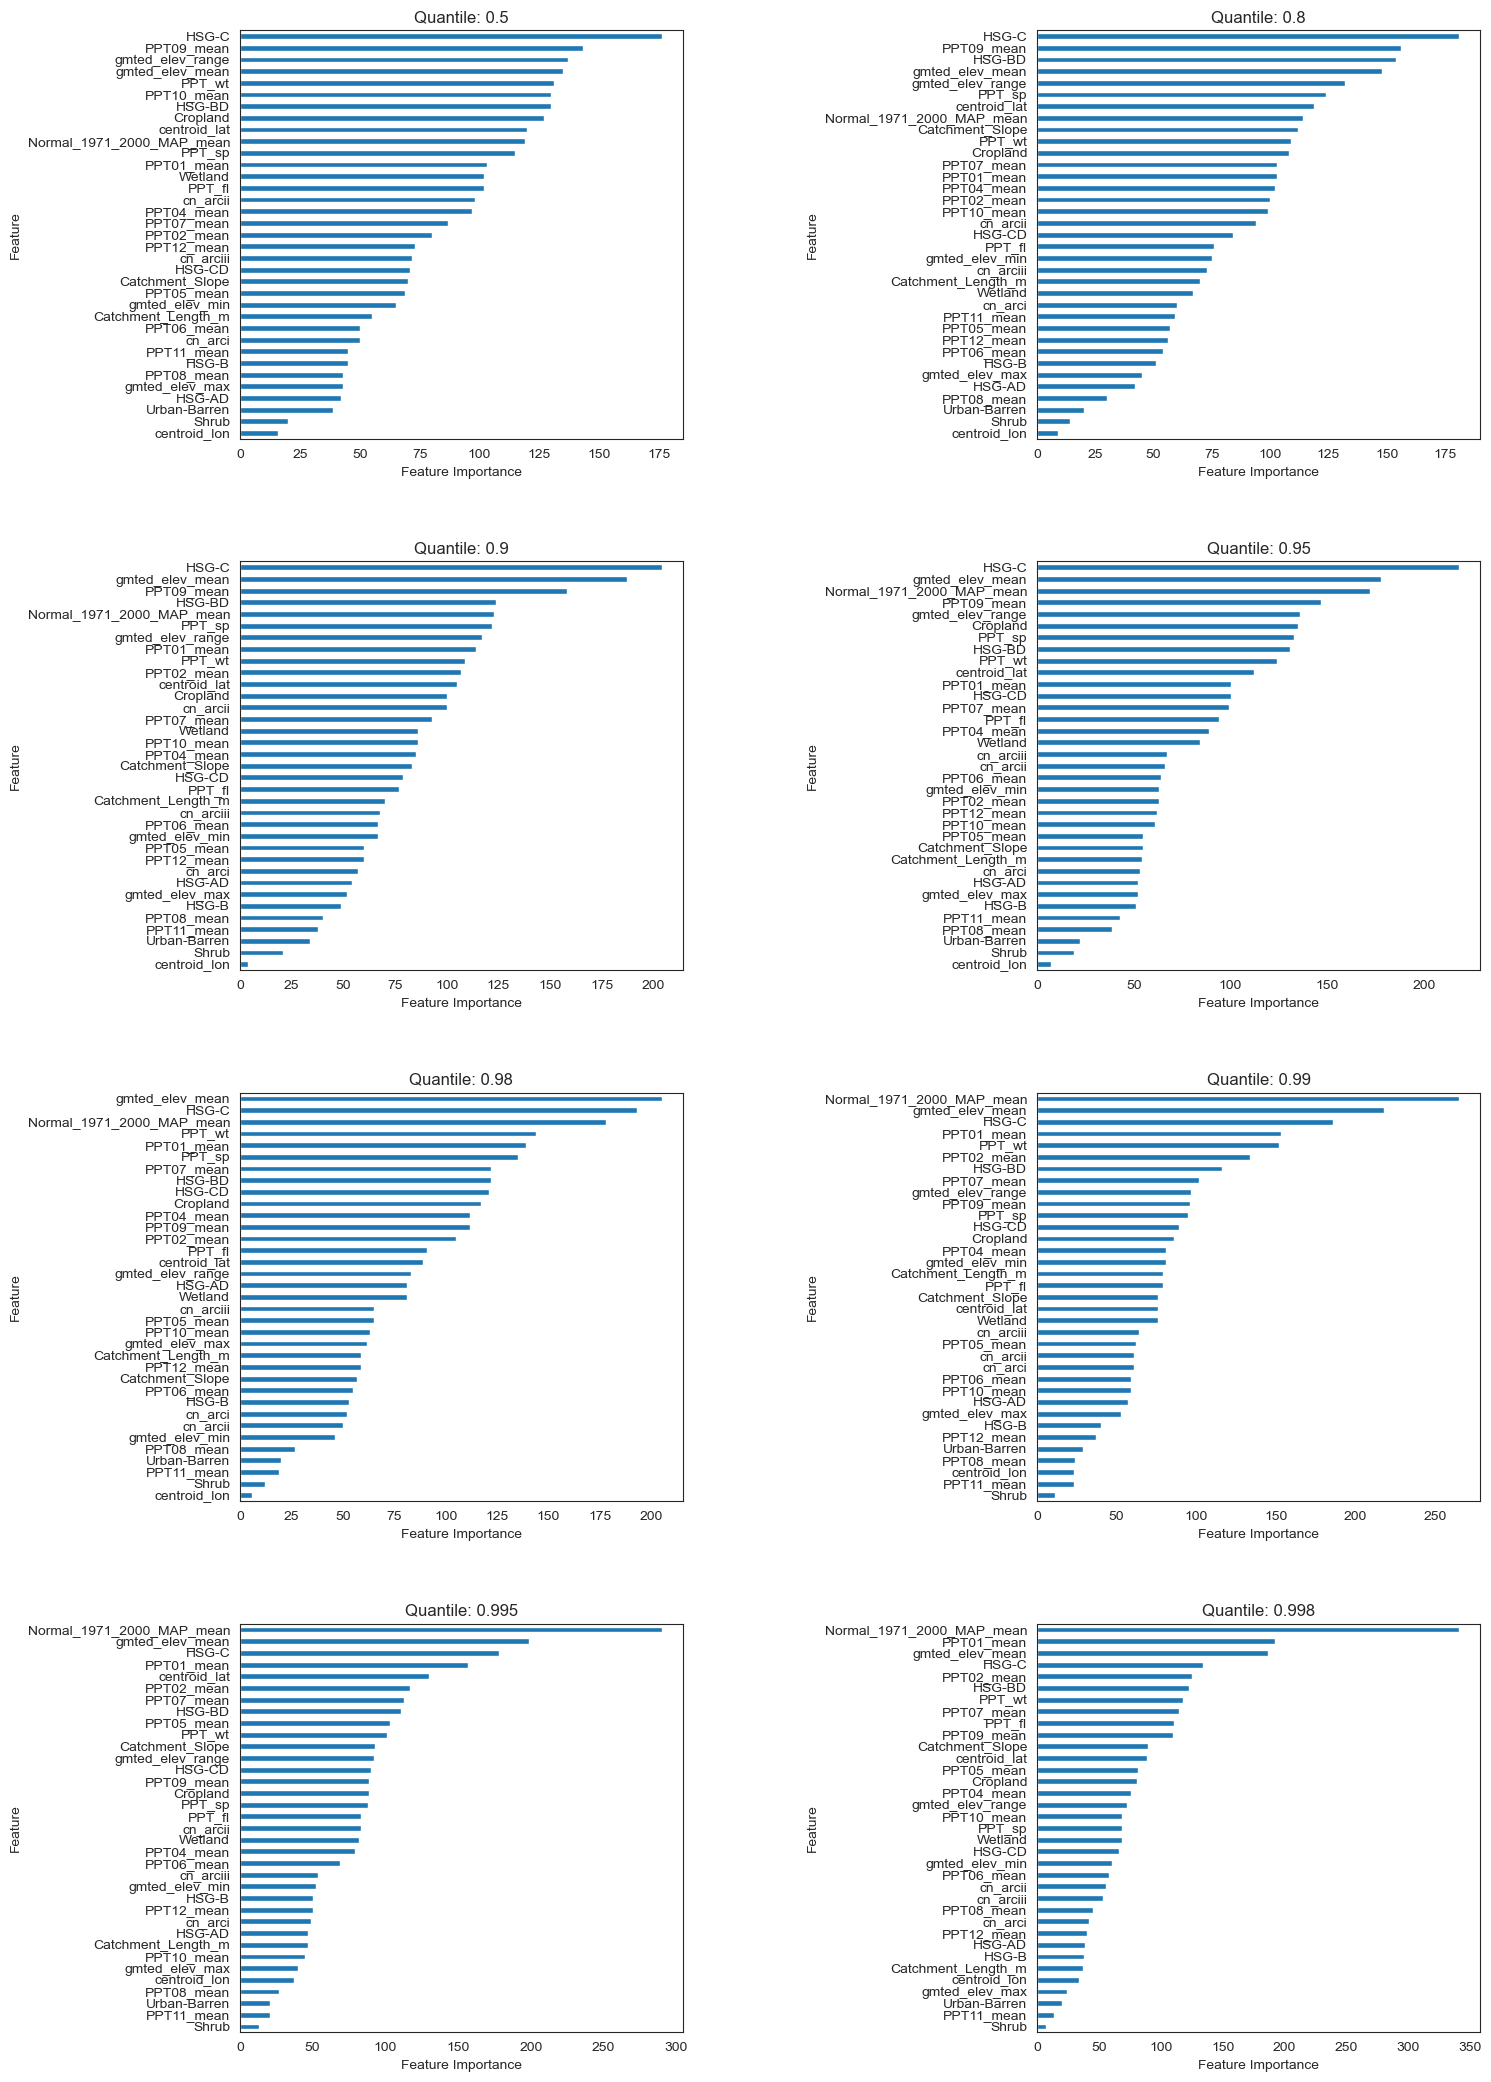 Quantile: 0.5
HSG-C
PPT09_mean
gmted_elev_range
gmted_elev_mean
PPT_wt
PPT10_mean
HSG-BD
Cropland
centroid_lat
Normal_1971_2000_MAP_mean
PPT_sp
PPT01_mean
Wetland
PPT_fl
cn_arcii
PPT04_mean
PPT07_mean
PPT02_mean
PPT12_mean
cn_arciii
HSG-CD
Catchment_Slope
PPT05_mean
gmted_elev_min
Catchment_Length_m
PPT06_mean
cn_arci
PPT11_mean
HSG-B
PPT08_mean
gmted_elev_max
HSG-AD
Urban-Barren
Shrub
centroid_lon
Feature
0 25 50 75 100 125 150 175
Feature Importance
Quantile: 0.8
HSG-C
PPT09_mean
HSG-BD
gmted_elev_mean
gmted_elev_range
PPT_sp
centroid_lat
Normal_1971_2000_MAP_mean
Catchment_Slope
PPT_wt
Cropland
PPT07_mean
PPT01_mean
PPT04_mean
PPT02_mean
PPT10_mean
cn_arcii
HSG-CD
PPT_fl
gmted_elev_min
cn_arciii
Catchment_Length_m
Wetland
cn_arci
PPT11_mean
PPT05_mean
PPT12_mean
PPT06_mean
HSG-B
gmted_elev_max
HSG-AD
PPT08_mean
Urban-Barren
Shrub
centroid_lon
Feature
0 25 50 75 100 125 150 175
Feature Importance
Quantile: 0.9
HSG-C
gmted_elev_mean
PPT09_mean
HSG-BD
Normal_1971_2000_MAP_mean
PPT_sp
gmted_elev_range
PPT01_mean
PPT_wt
PPT02_mean
centroid_lat
Cropland
cn_arcii
PPT07_mean
Wetland
PPT10_mean
PPT04_mean
Catchment_Slope
HSG-CD
PPT_fl
Catchment_Length_m
cn_arciii
PPT06_mean
gmted_elev_min
PPT05_mean
PPT12_mean
cn_arci
HSG-AD
gmted_elev_max
HSG-B
PPT08_mean
PPT11_mean
Urban-Barren
Shrub
centroid_lon
Feature
0 25 50 75 100 125 150 175 200
Feature Importance
Quantile: 0.95
HSG-C
gmted_elev_mean
Normal_1971_2000_MAP_mean
PPT09_mean
gmted_elev_range
Cropland
PPT_sp
HSG-BD
PPT_wt
centroid_lat
PPT01_mean
HSG-CD
PPT07_mean
PPT_fl
PPT04_mean
Wetland
cn_arciii
cn_arcii
PPT06_mean
gmted_elev_min
PPT02_mean
PPT12_mean
PPT10_mean
PPT05_mean
Catchment_Slope
Catchment_Length_m
cn_arci
HSG-AD
gmted_elev_max
HSG-B
PPT11_mean
PPT08_mean
Urban-Barren
Shrub
centroid_lon
Feature
0 50 100 150 200
Feature Importance
Quantile: 0.98
gmted_elev_mean
HSG-C
Normal_1971_2000_MAP_mean
PPT_wt
PPT01_mean
PPT_sp
PPT07_mean
HSG-BD
HSG-CD
Cropland
PPT04_mean
PPT09_mean
PPT02_mean
PPT_fl
centroid_lat
gmted_elev_range
HSG-AD
Wetland
cn_arciii
PPT05_mean
PPT10_mean
gmted_elev_max
Catchment_Length_m
PPT12_mean
Catchment_Slope
PPT06_mean
HSG-B
cn_arci
cn_arcii
gmted_elev_min
PPT08_mean
Urban-Barren
PPT11_mean
Shrub
centroid_lon
Feature
0 25 50 75 100 125 150 175 200
Feature Importance
Quantile: 0.99
Normal_1971_2000_MAP_mean
gmted_elev_mean
HSG-C
PPT01_mean
PPT_wt
PPT02_mean
HSG-BD
PPT07_mean
gmted_elev_range
PPT09_mean
PPT_sp
HSG-CD
Cropland
PPT04_mean
gmted_elev_min
Catchment_Length_m
PPT_fl
Catchment_Slope
centroid_lat
Wetland
cn_arciii
PPT05_mean
cn_arcii
cn_arci
PPT06_mean
PPT10_mean
HSG-AD
gmted_elev_max
HSG-B
PPT12_mean
Urban-Barren
PPT08_mean
centroid_lon
PPT11_mean
Shrub
Feature
0 50 100 150 200 250
Feature Importance
Quantile: 0.995
Normal_1971_2000_MAP_mean
gmted_elev_mean
HSG-C
PPT01_mean
centroid_lat
PPT02_mean
PPT07_mean
HSG-BD
PPT05_mean
PPT_wt
Catchment_Slope
gmted_elev_range
HSG-CD
PPT09_mean
Cropland
PPT_sp
PPT_fl
cn_arcii
Wetland
PPT04_mean
PPT06_mean
cn_arciii
gmted_elev_min
HSG-B
PPT12_mean
cn_arci
HSG-AD
Catchment_Length_m
PPT10_mean
gmted_elev_max
centroid_lon
PPT08_mean
Urban-Barren
PPT11_mean
Shrub
Feature
0 50 100 150 200 250 300
Feature Importance
Quantile: 0.998
Normal_1971_2000_MAP_mean
PPT01_mean
gmted_elev_mean
HSG-C
PPT02_mean
HSG-BD
PPT_wt
PPT07_mean
PPT_fl
PPT09_mean
Catchment_Slope
centroid_lat
PPT05_mean
Cropland
PPT04_mean
gmted_elev_range
PPT10_mean
PPT_sp
Wetland
HSG-CD
gmted_elev_min
PPT06_mean
cn_arcii
cn_arciii
PPT08_mean
cn_arci
PPT12_mean
HSG-AD
HSG-B
Catchment_Length_m
centroid_lon
gmted_elev_max
Urban-Barren
PPT11_mean
Shrub
Feature
0 50 100 150 200 250 300 350
Feature Importance